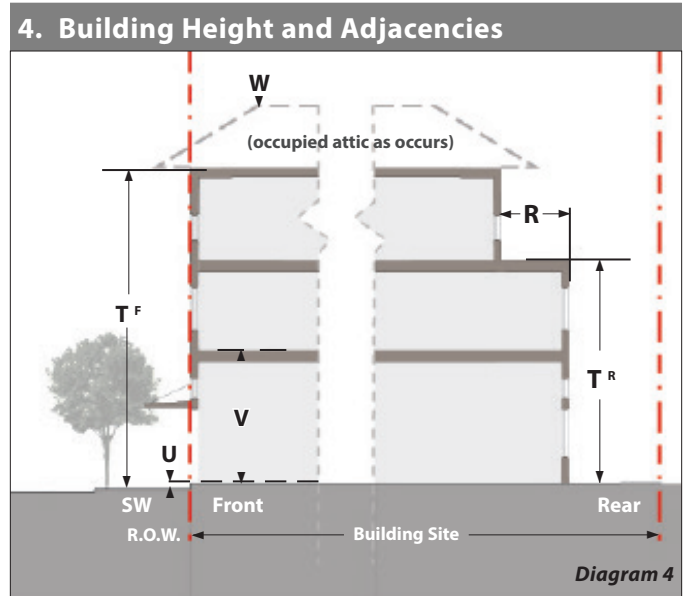 4. Building Height and Adjacencies
W
(occupied attic as occurs)
R
T F
T R
V
U
SW Front Rear
R.O.W. Building Site
Diagram 4